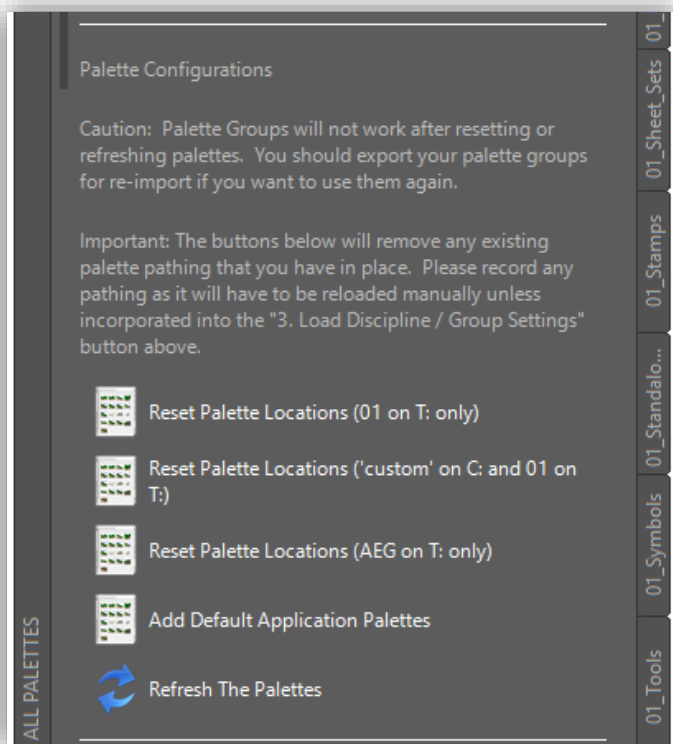 Palette Configurations
Caution:  Palette Groups will not work after resetting or
refreshing palettes.  You should export your palette groups
for re-import if you want to use them again.
Important: The buttons below will remove any existing
palette pathing that you have in place.  Please record any
pathing as it will have to be reloaded manually unless
incorporated into the "3. Load Discipline / Group Settings"
button above.
Reset Palette Locations (01 on T: only)
Reset Palette Locations ('custom' on C: and 01 on
T:)
Reset Palette Locations (AEG on T: only)
Add Default Application Palettes
Refresh The Palettes
ALL PALETTES
01_Sheet_Sets
01_Stamps
01_Standalo...
01_Symbols
01_Tools